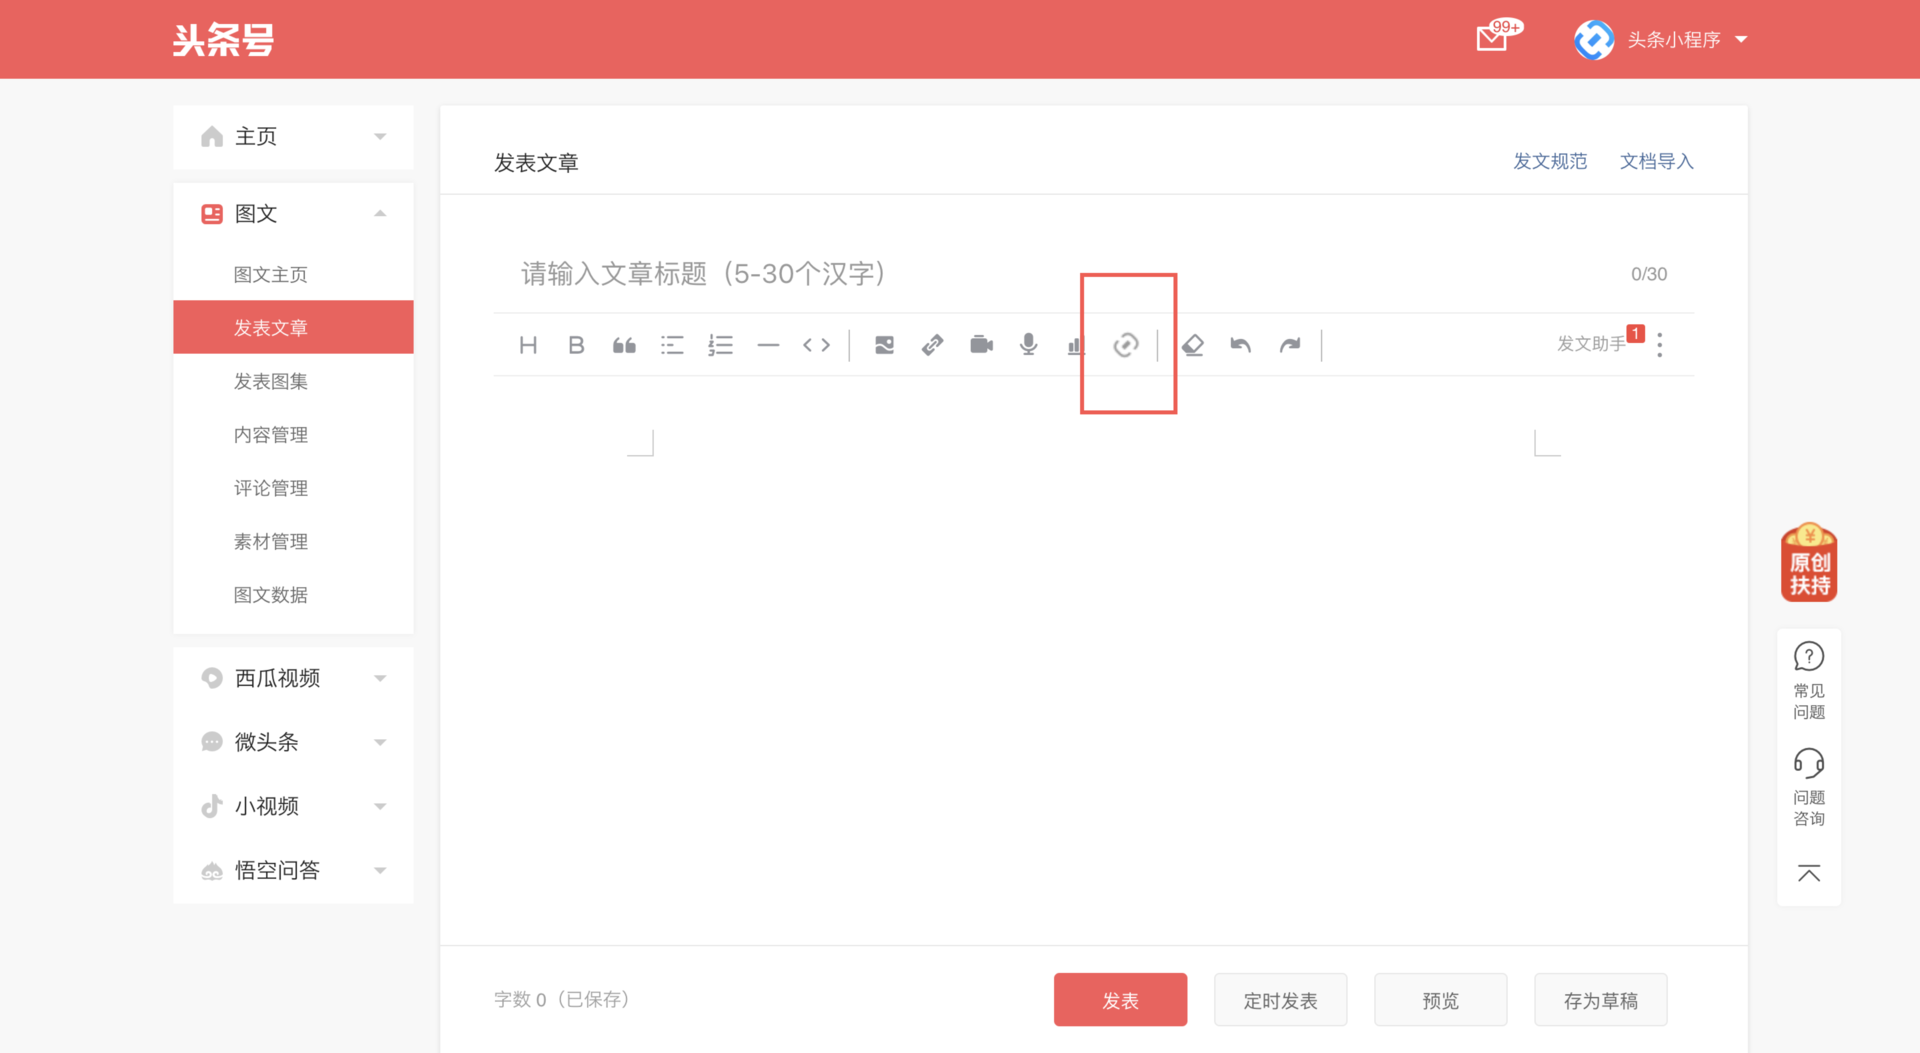 头条号
99+
头条小程序
主页
图文
图文主页
发表文章
发表图集
内容管理
评论管理
素材管理
图文数据
西瓜视频
微头条
小视频
悟空问答
发表文章
发文规范 文档导入
请输入文章标题（5-30个汉字）
0/30
H B
发文助手 1
字数 0（已保存）
发表 定时发表 预览 存为草稿
¥
原创
扶持
?
常见
问题
问题
咨询